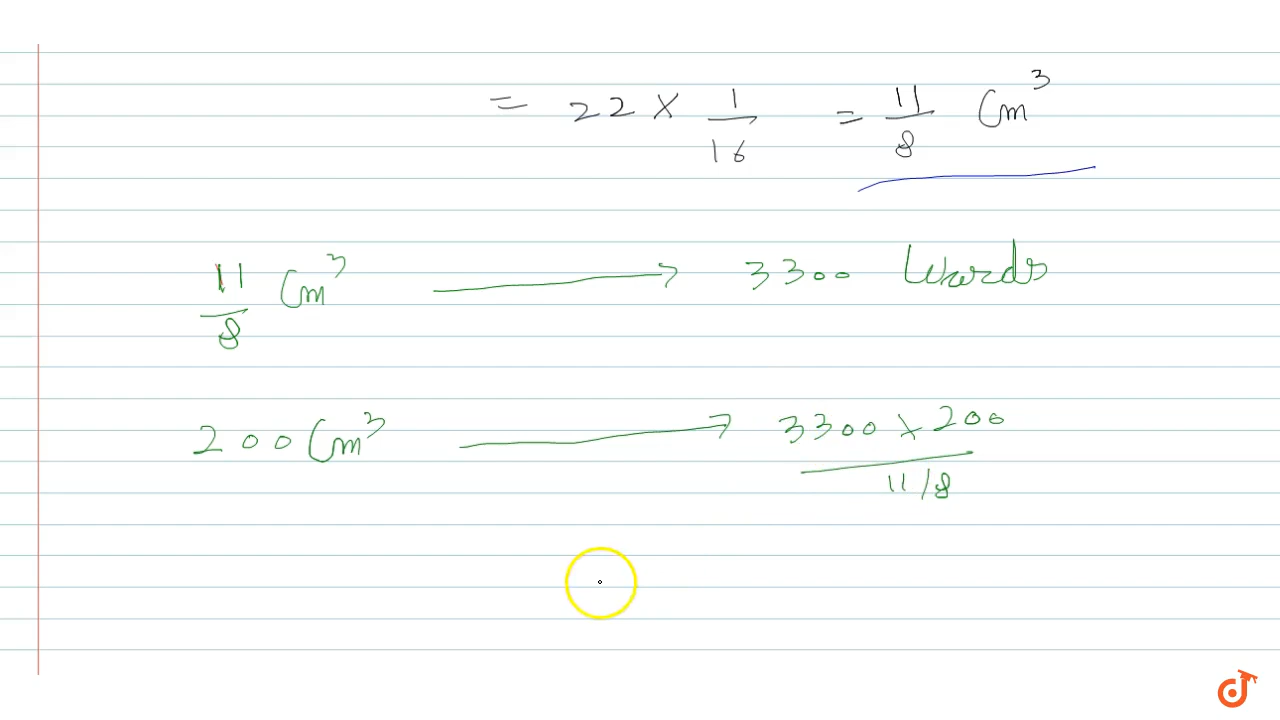 = 22 × 1/16 = 11/8 Cm³
11/8 Cm³ → 3300 Words
200 Cm³ → 3300 × 200 / 11/8